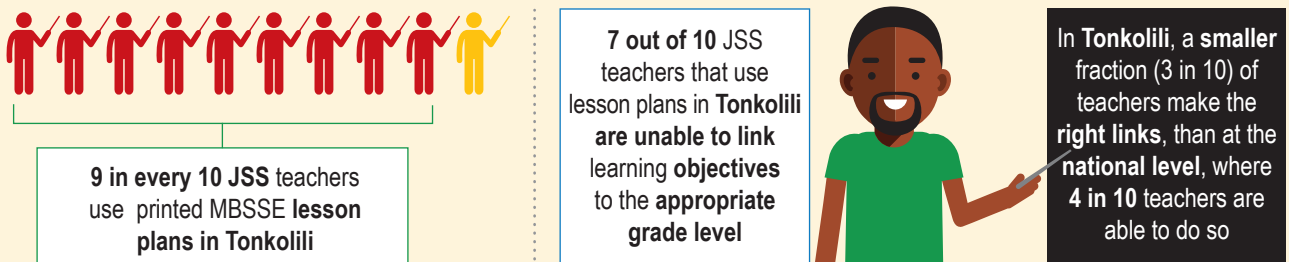 9 in every 10 JSS teachers
use printed MBSSE lesson
plans in Tonkolili
7 out of 10 JSS
teachers that use
lesson plans in Tonkolili
are unable to link
learning objectives
to the appropriate
grade level
In Tonkolili, a smaller
fraction (3 in 10) of
teachers make the
right links, than at the
national level, where
4 in 10 teachers are
able to do so